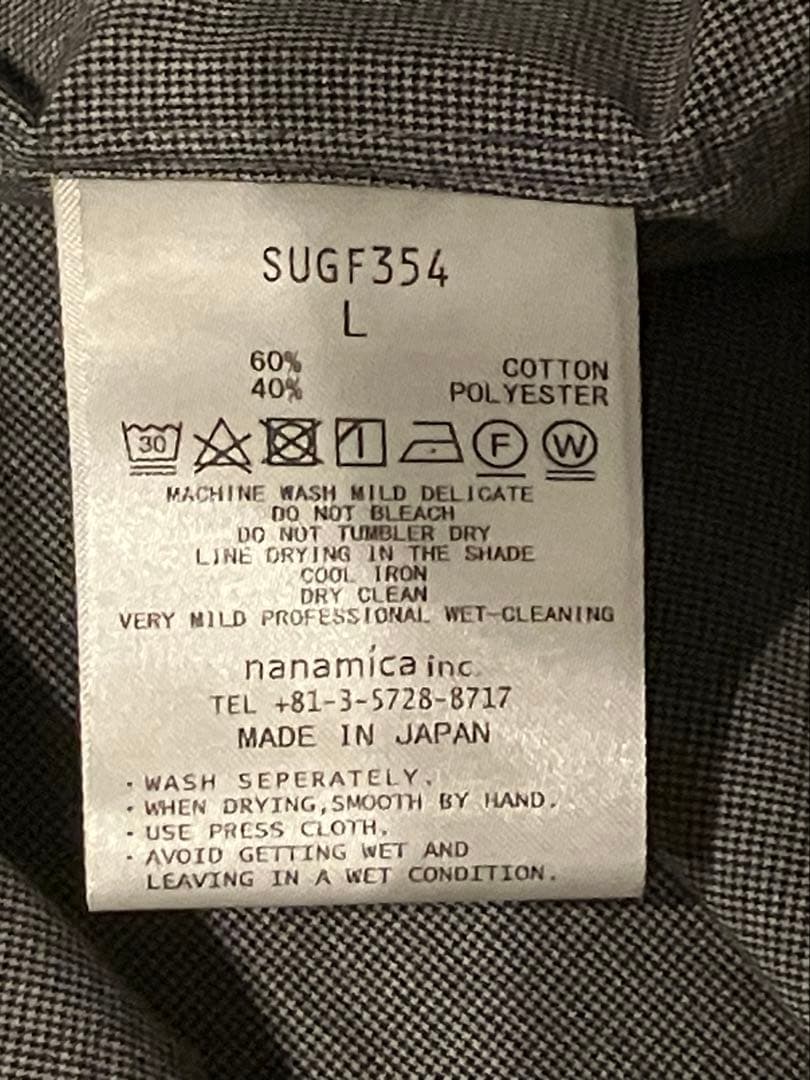 SUGF354
L
60% COTTON
40% POLYESTER
30 F W
MACHINE WASH MILD DELICATE
DO NOT BLEACH
DO NOT TUMBLER DRY
LINE DRYING IN THE SHADE
COOL IRON
DRY CLEAN
VERY MILD PROFESSIONAL WET-CLEANING
nanamíca inc.
TEL +81-3-5728-8717
MADE IN JAPAN
・WASH SEPERATELY.
・WHEN DRYING,SMOOTH BY HAND.
・USE PRESS CLOTH.
・AVOID GETTING WET AND
LEAVING IN A WET CONDITION.